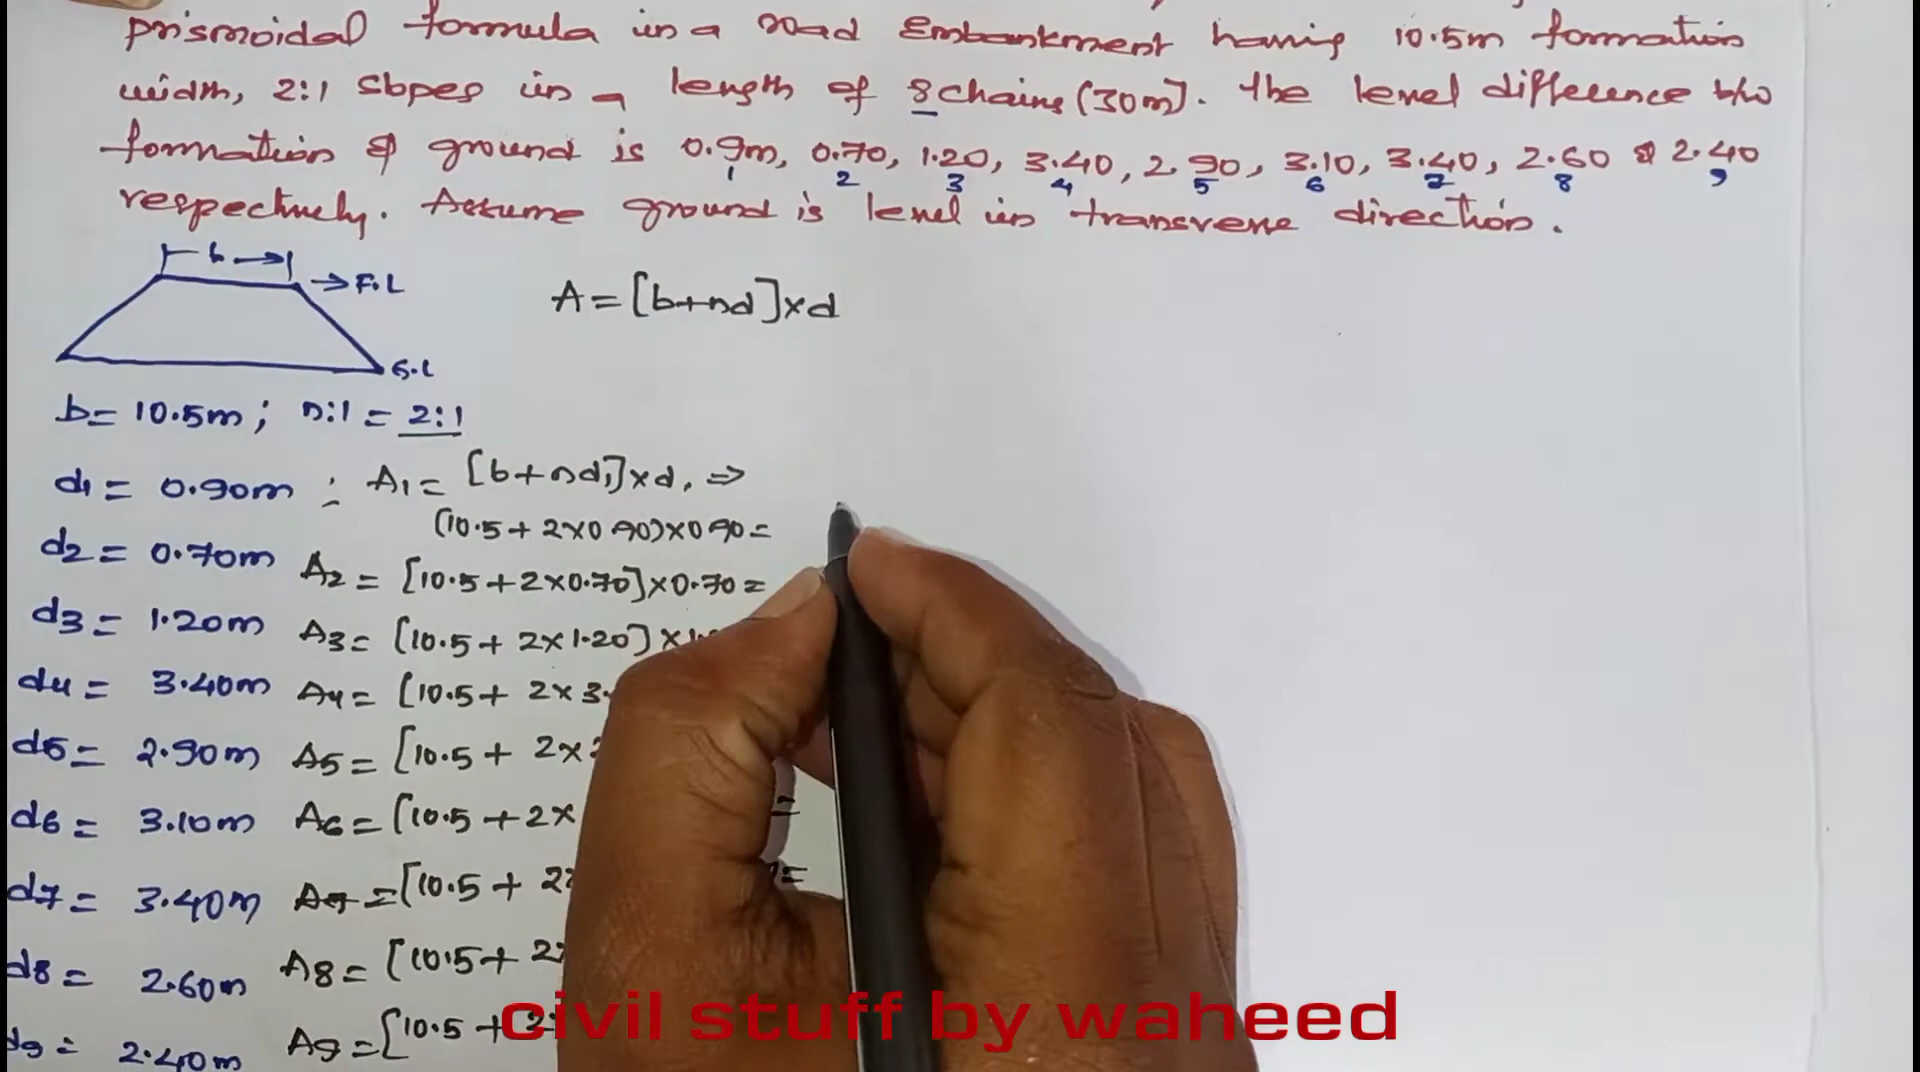 prismoidal formula in a road Embankment having 10.5m formation
width, 2:1 slopes in a length of 8 chains (30m). The level difference b/w
formation & ground is 0.9m, 0.70, 1.20, 3.40, 2.90, 3.10, 3.40, 2.60 & 2.40
1 2 3 4 5 6 7 8 9
respectively. Assume ground is level in transverse direction.
b
F.L
A = [b+nd]×d
G.L
b = 10.5m ; n:1 = 2:1
d1 = 0.90m : A1 = [b+nd1]×d1 ⇒
(10.5 + 2×0.90)×0.90 =
d2 = 0.70m A2 = [10.5+2×0.70]×0.70 =
d3 = 1.20m A3 = [10.5+ 2×1.20] ×
d4 = 3.40m A4 = [10.5+ 2×3.
d5 = 2.90m A5 = [10.5+ 2×
d6 = 3.10m A6 = [10.5+2× =
d7 = 3.40m A7 = [10.5+ 2 =
d8 = 2.60m A8 = [10.5+ 2
d9 = 2.40m A9 = [10.5 +
civil stuff by waheed